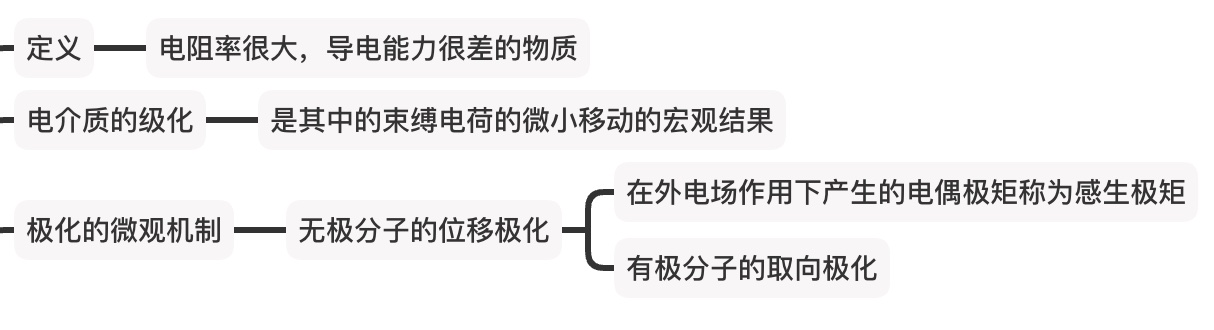 定义
电阻率很大，导电能力很差的物质
电介质的级化
是其中的束缚电荷的微小移动的宏观结果
极化的微观机制
无极分子的位移极化
在外电场作用下产生的电偶极矩称为感生极矩
有极分子的取向极化